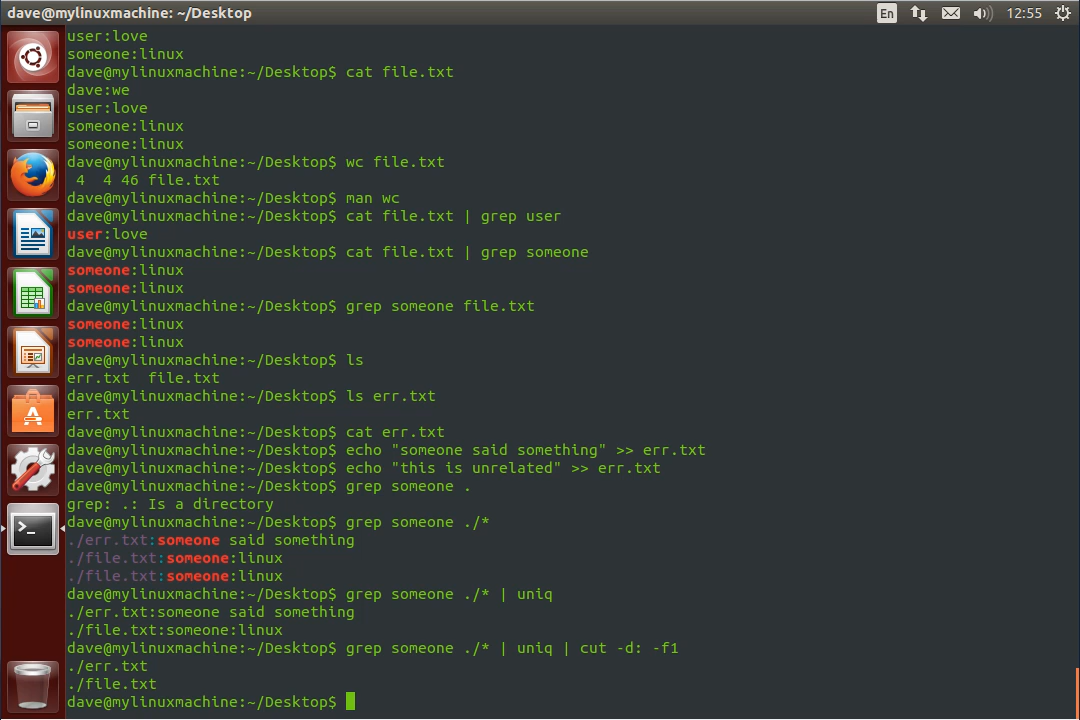 dave@mylinuxmachine: ~/Desktop
En
12:55
user:love
someone:linux
dave@mylinuxmachine:~/Desktop$ cat file.txt
dave:we
user:love
someone:linux
someone:linux
dave@mylinuxmachine:~/Desktop$ wc file.txt
 4  4 46 file.txt
dave@mylinuxmachine:~/Desktop$ man wc
dave@mylinuxmachine:~/Desktop$ cat file.txt | grep user
user:love
dave@mylinuxmachine:~/Desktop$ cat file.txt | grep someone
someone:linux
someone:linux
dave@mylinuxmachine:~/Desktop$ grep someone file.txt
someone:linux
someone:linux
dave@mylinuxmachine:~/Desktop$ ls
err.txt  file.txt
dave@mylinuxmachine:~/Desktop$ ls err.txt
err.txt
dave@mylinuxmachine:~/Desktop$ cat err.txt
dave@mylinuxmachine:~/Desktop$ echo "someone said something" >> err.txt
dave@mylinuxmachine:~/Desktop$ echo "this is unrelated" >> err.txt
dave@mylinuxmachine:~/Desktop$ grep someone .
grep: .: Is a directory
dave@mylinuxmachine:~/Desktop$ grep someone ./*
./err.txt:someone said something
./file.txt:someone:linux
./file.txt:someone:linux
dave@mylinuxmachine:~/Desktop$ grep someone ./* | uniq
./err.txt:someone said something
./file.txt:someone:linux
dave@mylinuxmachine:~/Desktop$ grep someone ./* | uniq | cut -d: -f1
./err.txt
./file.txt
dave@mylinuxmachine:~/Desktop$